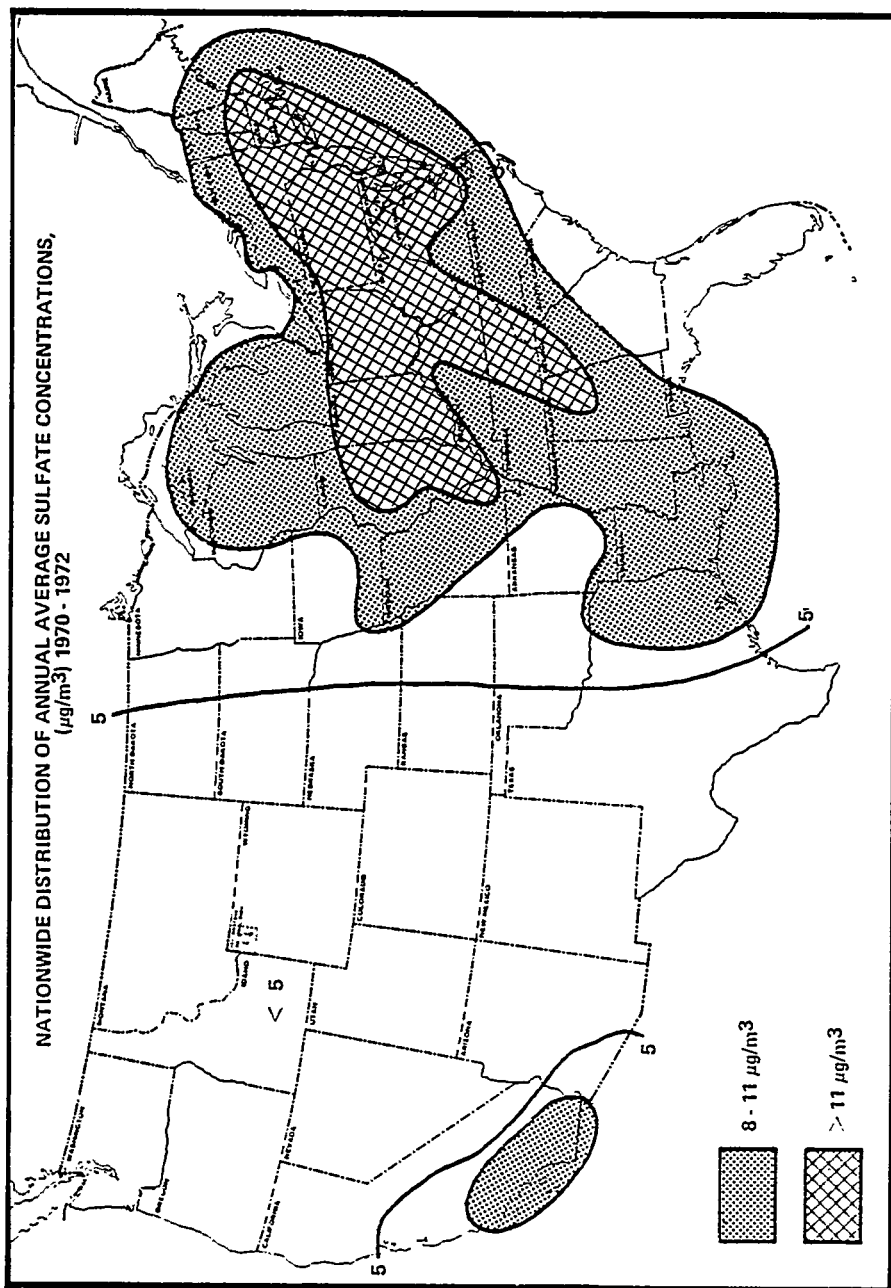 NATIONWIDE DISTRIBUTION OF ANNUAL AVERAGE SULFATE CONCENTRATIONS,
(µg/m³) 1970 - 1972
WASHINGTON
MONTANA
NORTH DAKOTA
MINNESOTA
5
OREGON
IDAHO
WYOMING
SOUTH DAKOTA
IOWA
< 5
CALIFORNIA
NEVADA
UTAH
COLORADO
NEBRASKA
KANSAS
ARIZONA
NEW MEXICO
TEXAS
OKLAHOMA
ARKANSAS
5
5
5
8 - 11 µg/m³
> 11 µg/m³